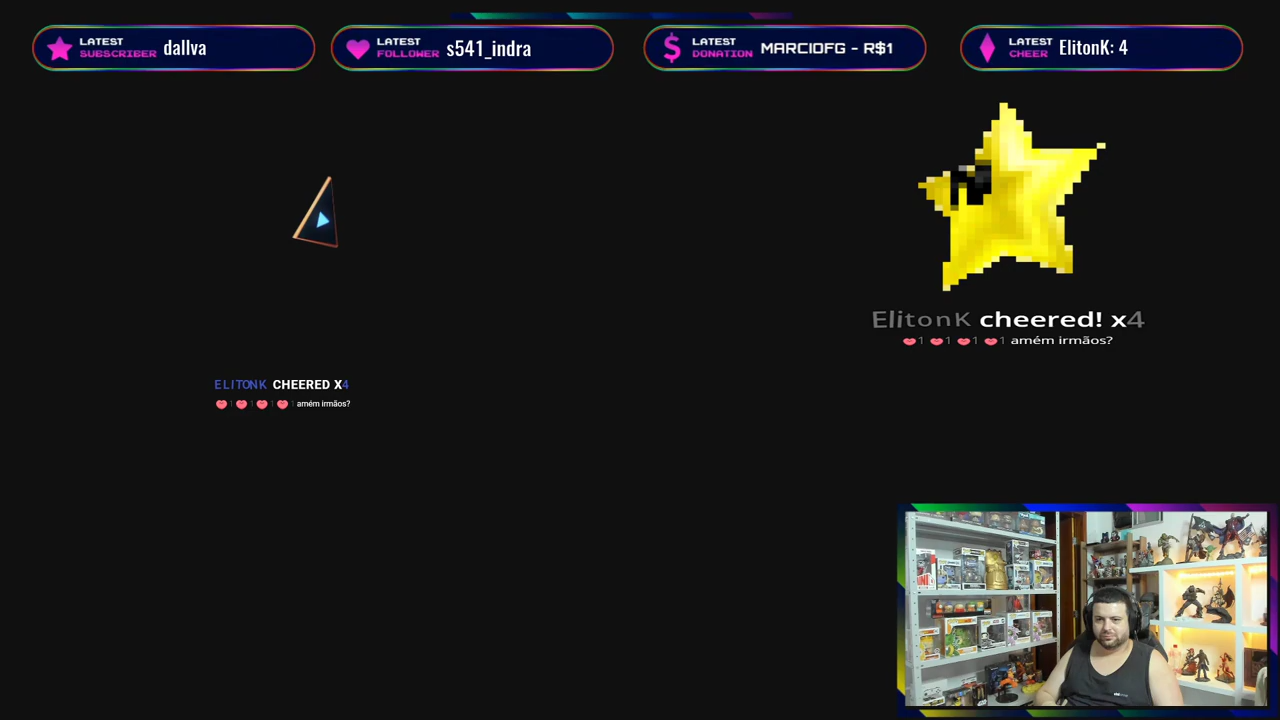 LATEST
SUBSCRIBER
dallva
LATEST
FOLLOWER
s541_indra
LATEST
DONATION
MARCIOFG - R$1
LATEST
CHEER
ElitonK: 4
ElitonK cheered! x4
1 1 1 1 amém irmãos?
ELITONK CHEERED X4
1 1 1 1 amém irmãos?